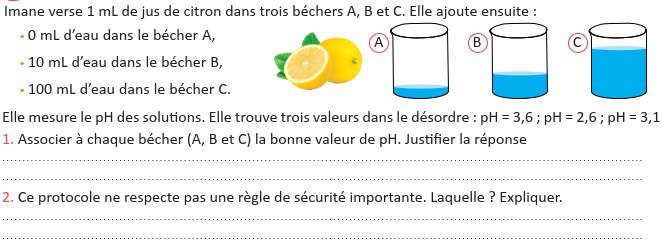 Imane verse 1 mL de jus de citron dans trois béchers A, B et C. Elle ajoute ensuite :
• 0 mL d’eau dans le bécher A,
• 10 mL d’eau dans le bécher B,
• 100 mL d’eau dans le bécher C.
A
B
C
Elle mesure le pH des solutions. Elle trouve trois valeurs dans le désordre : pH = 3,6 ; pH = 2,6 ; pH = 3,1
1. Associer à chaque bécher (A, B et C) la bonne valeur de pH. Justifier la réponse
2. Ce protocole ne respecte pas une règle de sécurité importante. Laquelle ? Expliquer.